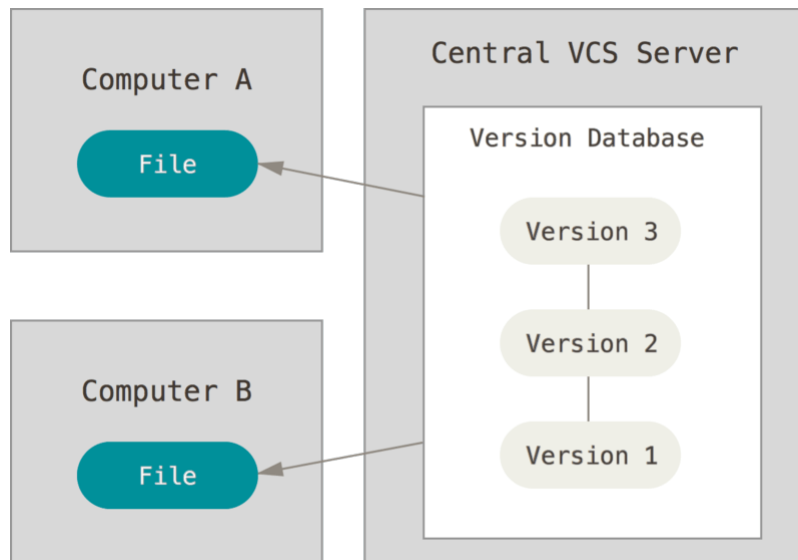 Computer A
File
Computer B
File
Central VCS Server
Version Database
Version 3
Version 2
Version 1